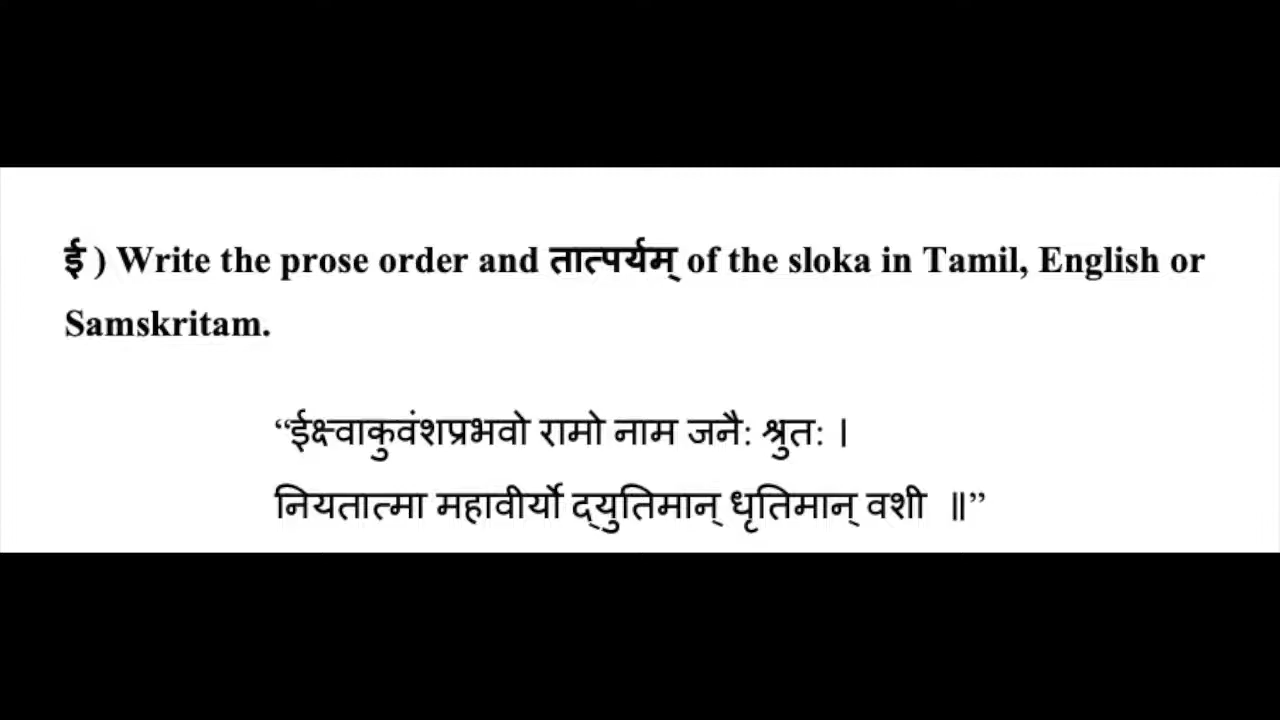 ई ) Write the prose order and तात्पर्यम् of the sloka in Tamil, English or
Samskritam.
“ईक्ष्वाकुवंशप्रभवो रामो नाम जनै: श्रुत: ।
नियतात्मा महावीर्यो द्युतिमान् धृतिमान् वशी ॥”